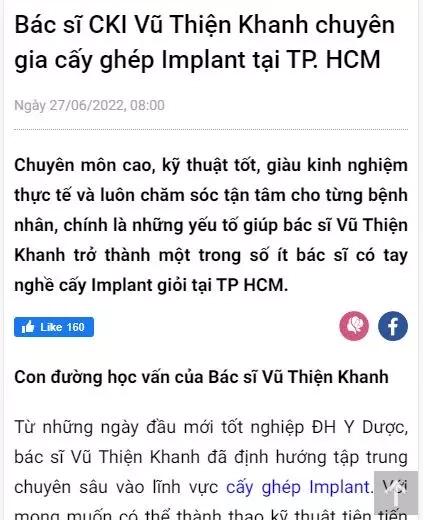 Bác sĩ CKI Vũ Thiện Khanh chuyên
gia cấy ghép Implant tại TP. HCM
Ngày 27/06/2022, 08:00
Chuyên môn cao, kỹ thuật tốt, giàu kinh nghiệm
thực tế và luôn chăm sóc tận tâm cho từng bệnh
nhân, chính là những yếu tố giúp bác sĩ Vũ Thiện
Khanh trở thành một trong số ít bác sĩ có tay
nghề cấy Implant giỏi tại TP HCM.
Like 160
Con đường học vấn của Bác sĩ Vũ Thiện Khanh
Từ những ngày đầu mới tốt nghiệp ĐH Y Dược,
bác sĩ Vũ Thiện Khanh đã định hướng tập trung
chuyên sâu vào lĩnh vực cấy ghép Implant. Với
mong muốn có thể thành thạo kỹ thuật tiên tiến